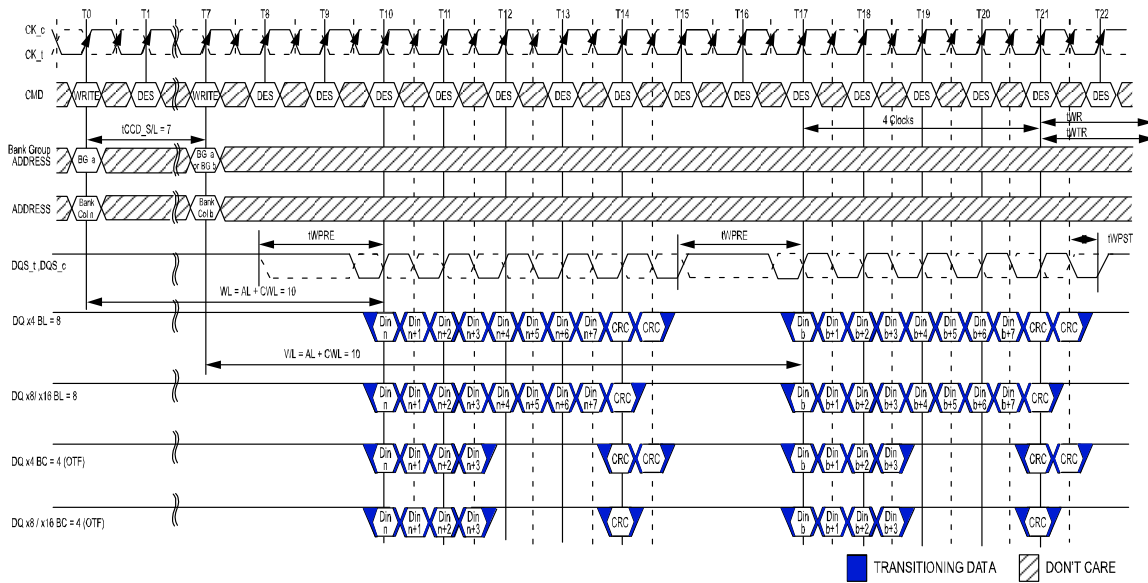 T0 T1 T7 T8 T9 T10 T11 T12 T13 T14 T15 T16 T17 T18 T19 T20 T21 T22
CK_c
CK_t
CMD WRITE DES WRITE DES DES DES DES DES DES DES DES DES DES DES DES DES DES DES
tCCD_S/L = 7 4 Clocks tWR
tWTR
Bank Group
ADDRESS BG a BG a or BG b
ADDRESS Bank Col n Bank Col b
tWPRE tWPRE tWPST
DQS_t,DQS_c
WL = AL + CWL = 10
DQ x4 BL = 8 Din n Din n+1 Din n+2 Din n+3 Din n+4 Din n+5 Din n+6 Din n+7 CRC CRC Din b Din b+1 Din b+2 Din b+3 Din b+4 Din b+5 Din b+6 Din b+7 CRC CRC
WL = AL + CWL = 10
DQ x8/ x16 BL = 8 Din n Din n+1 Din n+2 Din n+3 Din n+4 Din n+5 Din n+6 Din n+7 CRC Din b Din b+1 Din b+2 Din b+3 Din b+4 Din b+5 Din b+6 Din b+7 CRC
DQ x4 BC = 4 (OTF) Din n Din n+1 Din n+2 Din n+3 CRC CRC Din b Din b+1 Din b+2 Din b+3 CRC CRC
DQ x8 / x16 BC = 4 (OTF) Din n Din n+1 Din n+2 Din n+3 CRC Din b Din b+1 Din b+2 Din b+3 CRC
TRANSITIONING DATA DON'T CARE